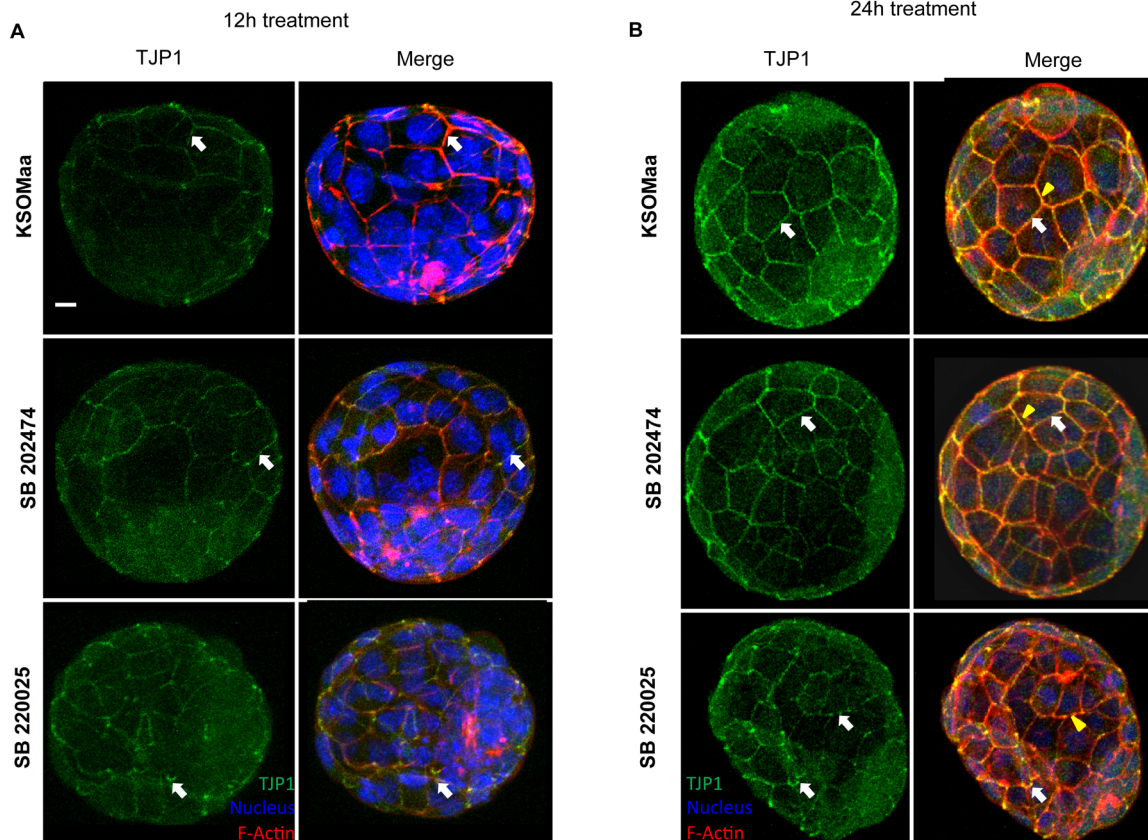 12h treatment
24h treatment
A
B
TJP1
Merge
TJP1
Merge
KSOMaa
KSOMaa
SB 202474
SB 202474
SB 220025
SB 220025
TJP1
Nucleus
F-Actin
TJP1
Nucleus
F-Actin